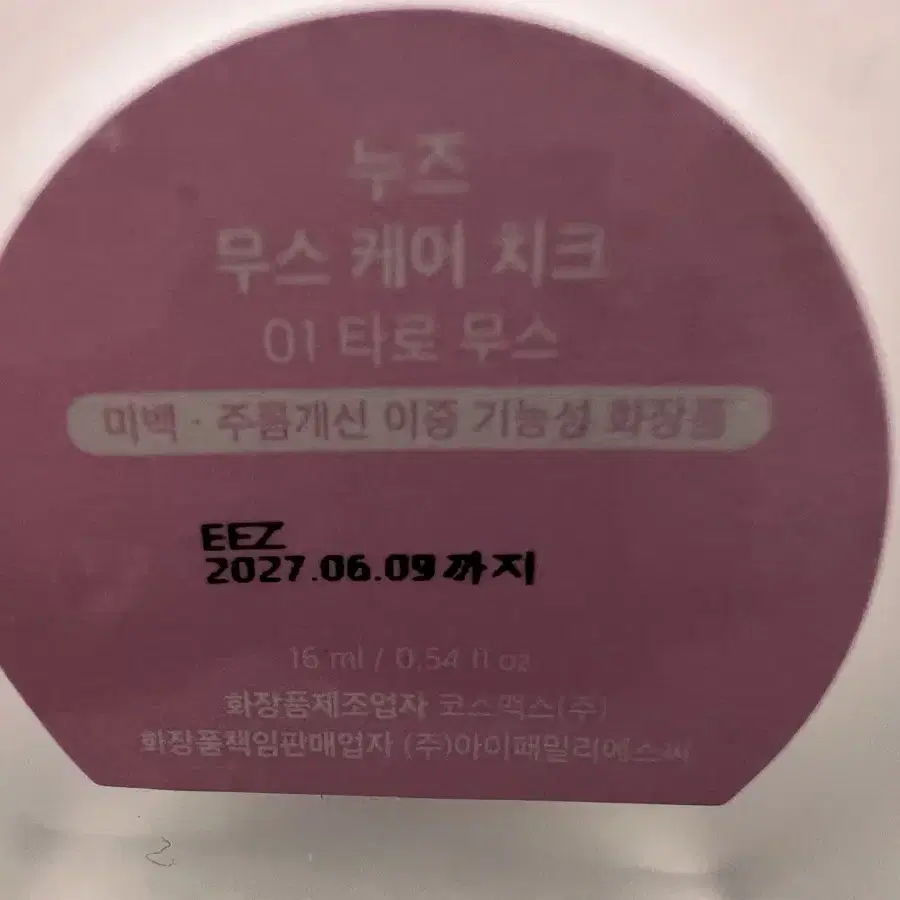 누즈
무스 케어 치크
01 타로 무스
미백 · 주름개선 이중 기능성 화장품
EEZ
2027.06.09까지
16 ml / 0.54 fl oz
화장품제조업자 코스맥스(주)
화장품책임판매업자 (주)아이패밀리에스씨